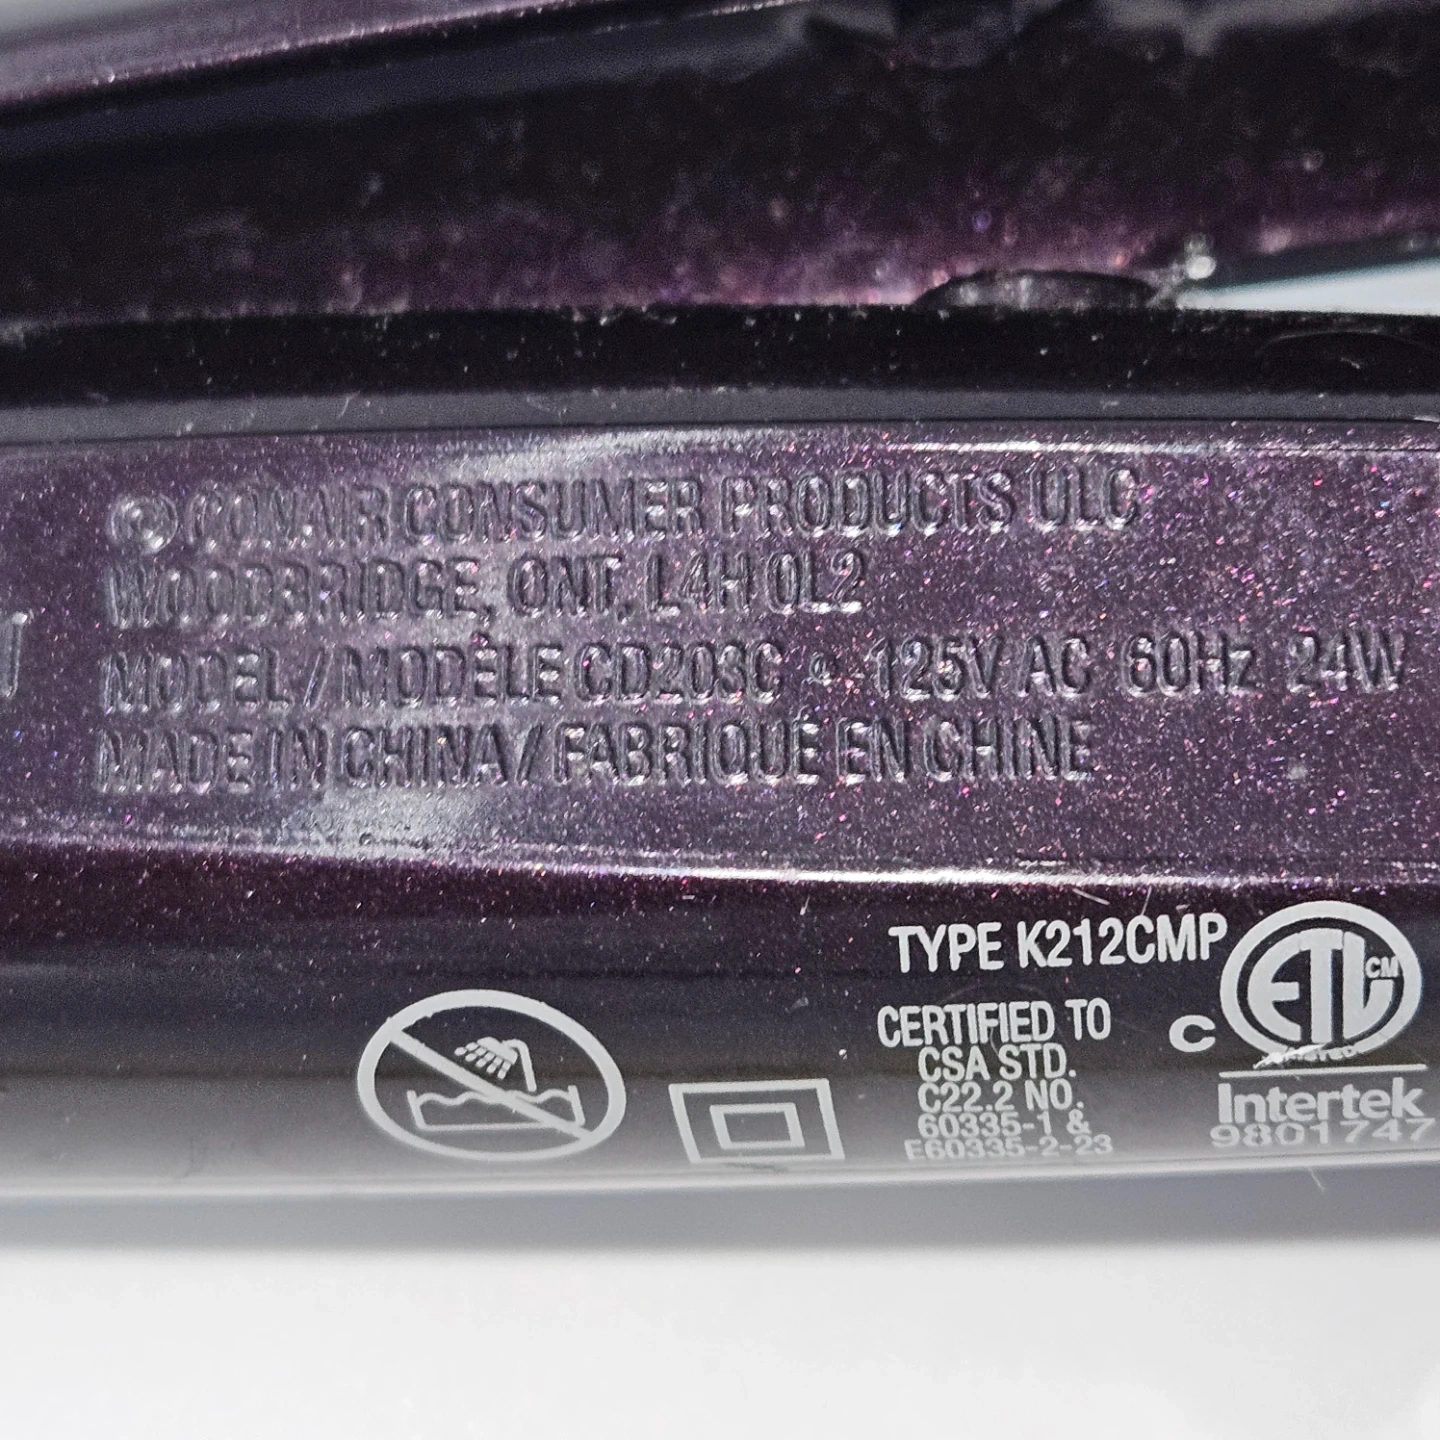 © CONAIR CONSUMER PRODUCTS ULC
WOODBRIDGE, ONT, L4H 0L2
MODEL / MODÈLE CD203C • 125V AC 60Hz 24W
MADE IN CHINA / FABRIQUÉ EN CHINE
TYPE K212CMP
CERTIFIED TO
CSA STD.
C22.2 NO.
60335-1 &
E60335-2-23
C ETL CM
Intertek
9801747